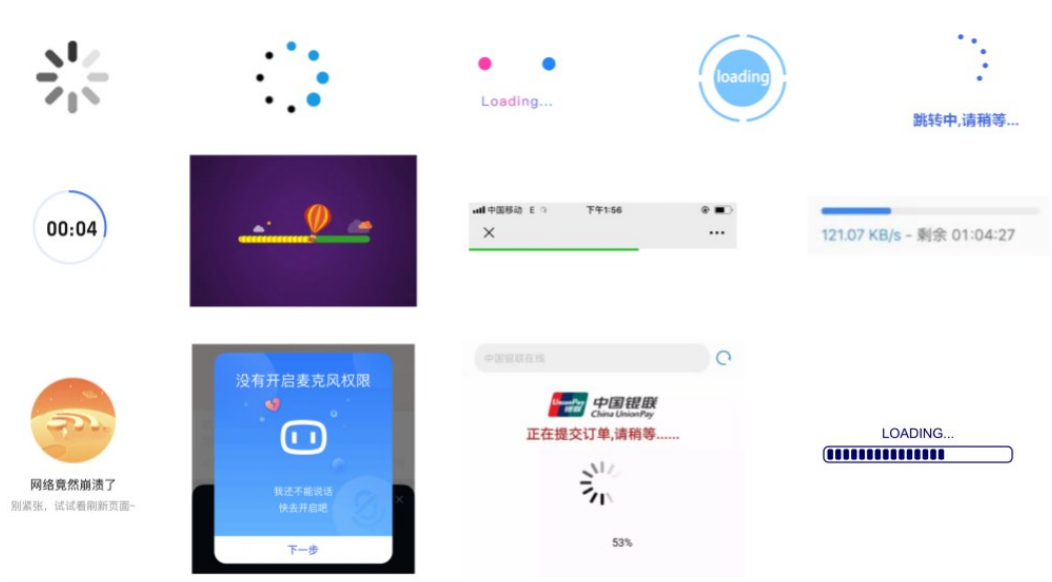 Loading...
loading
跳转中,请稍等...
00:04
中国移动 E
下午1:56
121.07 KB/s - 剩余 01:04:27
网络竟然崩溃了
别紧张，试试看刷新页面~
没有开启麦克风权限
我还不能说话
快去开启吧
下一步
中国银联在线
UnionPay
银联
中国银联
China UnionPay
正在提交订单,请稍等......
53%
LOADING...